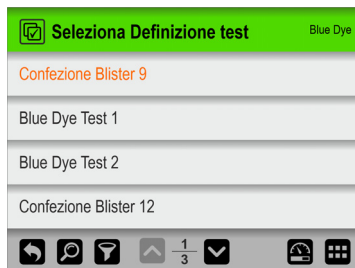 Seleziona Definizione test
Blue Dye
Confezione Blister 9
Blue Dye Test 1
Blue Dye Test 2
Confezione Blister 12
1
3